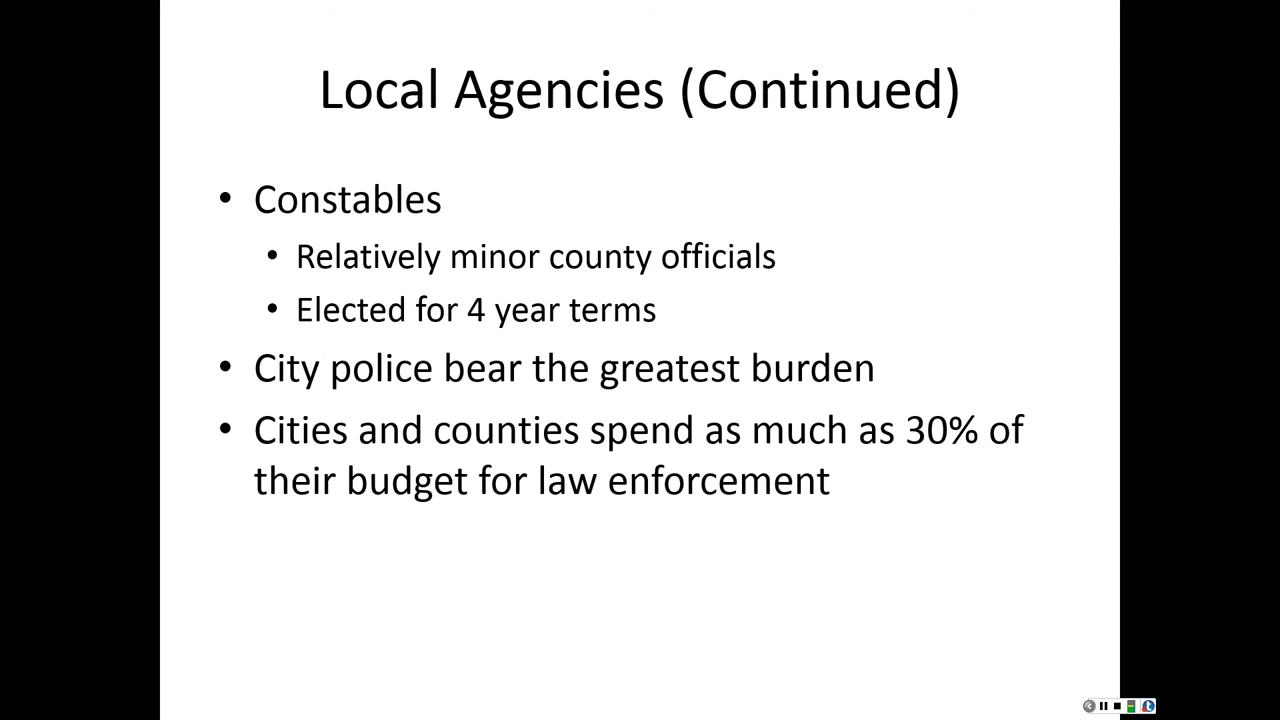 Local Agencies (Continued)
• Constables
• Relatively minor county officials
• Elected for 4 year terms
• City police bear the greatest burden
• Cities and counties spend as much as 30% of
their budget for law enforcement